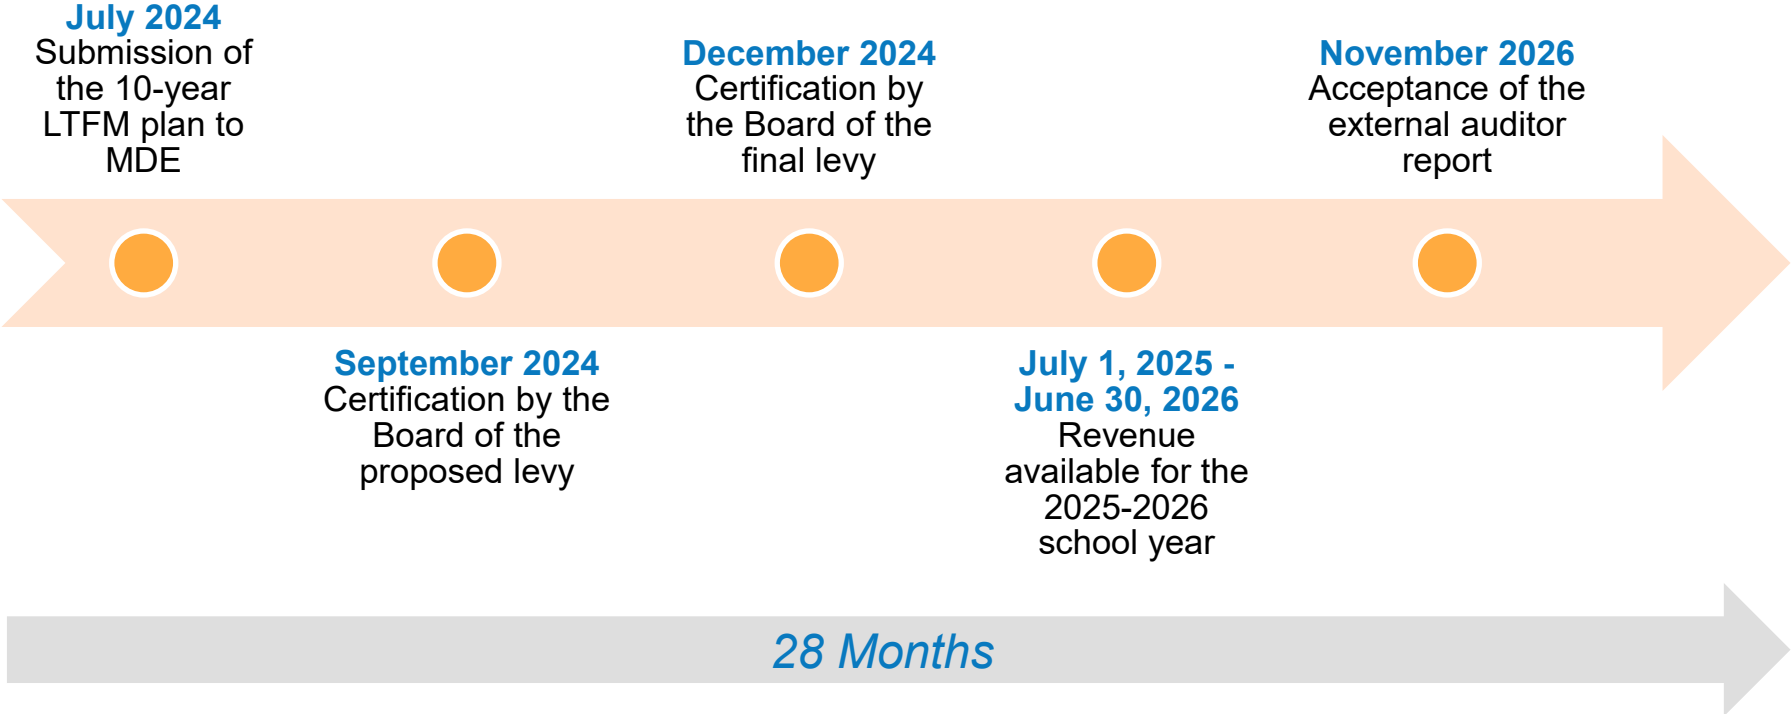 July 2024
Submission of
the 10-year
LTFM plan to
MDE
September 2024
Certification by the
Board of the
proposed levy
December 2024
Certification by
the Board of the
final levy
July 1, 2025 -
June 30, 2026
Revenue
available for the
2025-2026
school year
November 2026
Acceptance of the
external auditor
report
28 Months